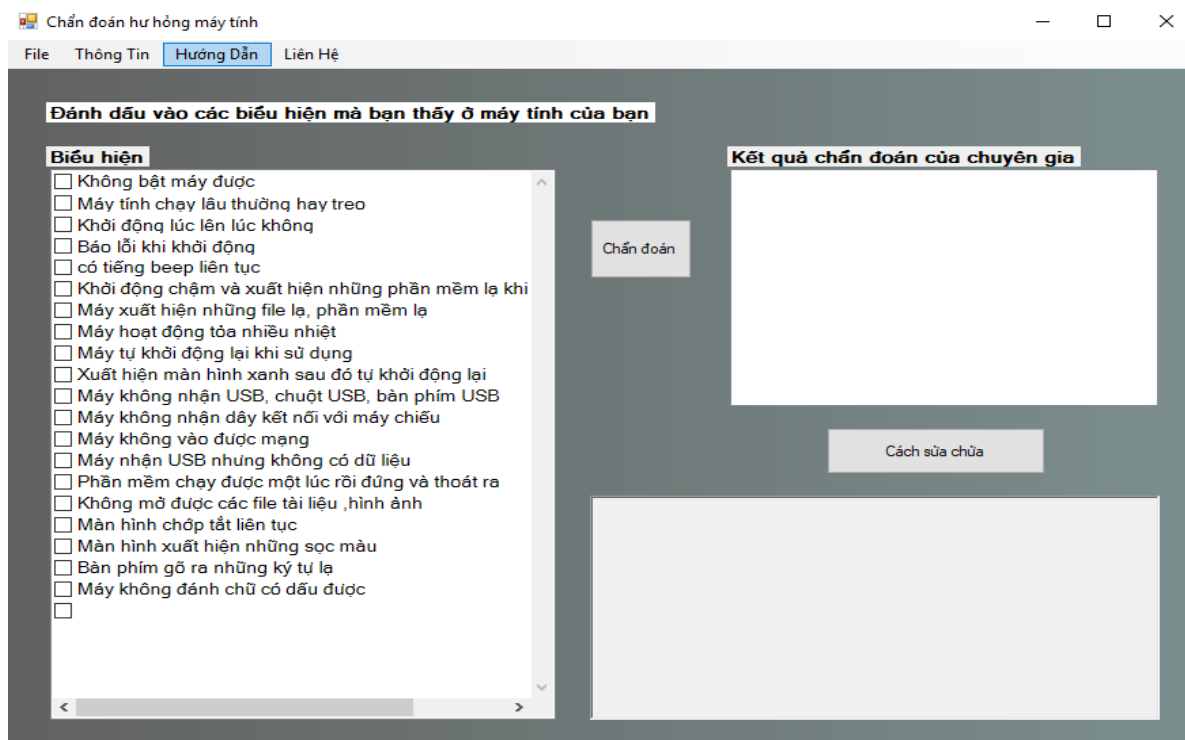 Chẩn đoán hư hỏng máy tính
File Thông Tin Hướng Dẫn Liên Hệ
Đánh dấu vào các biểu hiện mà bạn thấy ở máy tính của bạn
Biểu hiện
Không bật máy được
Máy tính chạy lâu thường hay treo
Khởi động lúc lên lúc không
Báo lỗi khi khởi động
có tiếng beep liên tục
Khởi động chậm và xuất hiện những phần mềm lạ khi
Máy xuất hiện những file lạ, phần mềm lạ
Máy hoạt động tỏa nhiều nhiệt
Máy tự khởi động lại khi sử dụng
Xuất hiện màn hình xanh sau đó tự khởi động lại
Máy không nhận USB, chuột USB, bàn phím USB
Máy không nhận dây kết nối với máy chiếu
Máy không vào được mạng
Máy nhận USB nhưng không có dữ liệu
Phần mềm chạy được một lúc rồi đứng và thoát ra
Không mở được các file tài liệu ,hình ảnh
Màn hình chớp tắt liên tục
Màn hình xuất hiện những sọc màu
Bàn phím gõ ra những ký tự lạ
Máy không đánh chữ có dấu được
Chẩn đoán
Kết quả chẩn đoán của chuyên gia
Cách sửa chữa